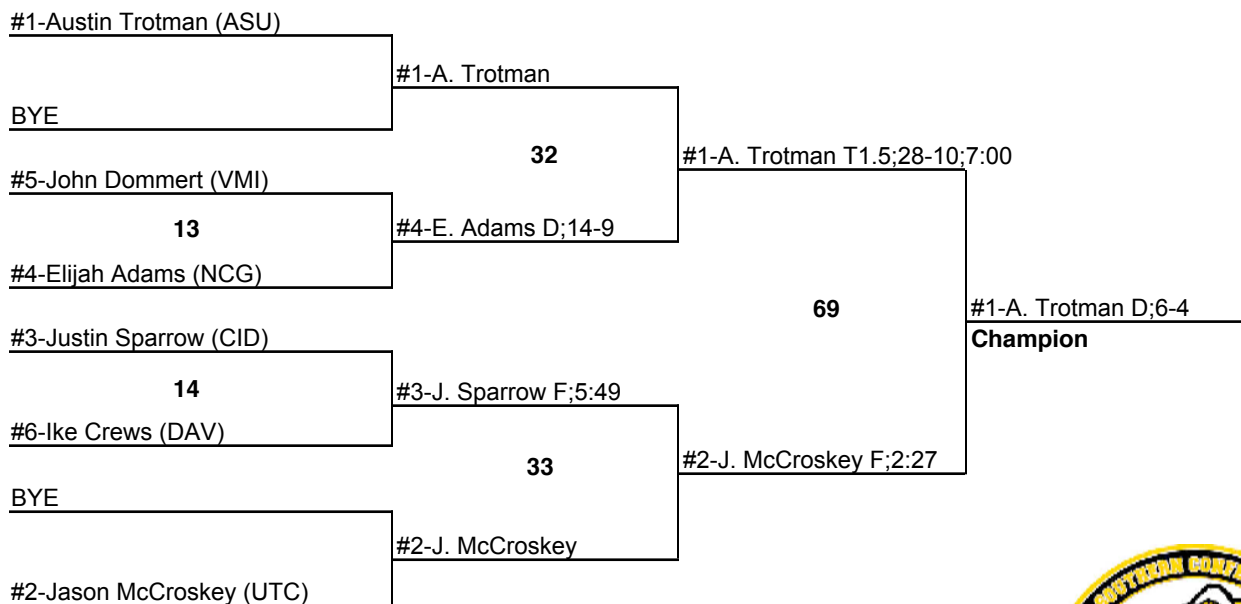 #1-Austin Trotman (ASU)
#1-A. Trotman
BYE
32
#1-A. Trotman T1.5;28-10;7:00
#5-John Dommert (VMI)
13
#4-E. Adams D;14-9
#4-Elijah Adams (NCG)
69
#1-A. Trotman D;6-4
Champion
#3-Justin Sparrow (CID)
14
#3-J. Sparrow F;5:49
#6-Ike Crews (DAV)
33
#2-J. McCroskey F;2:27
BYE
#2-J. McCroskey
#2-Jason McCroskey (UTC)
SOUTHERN